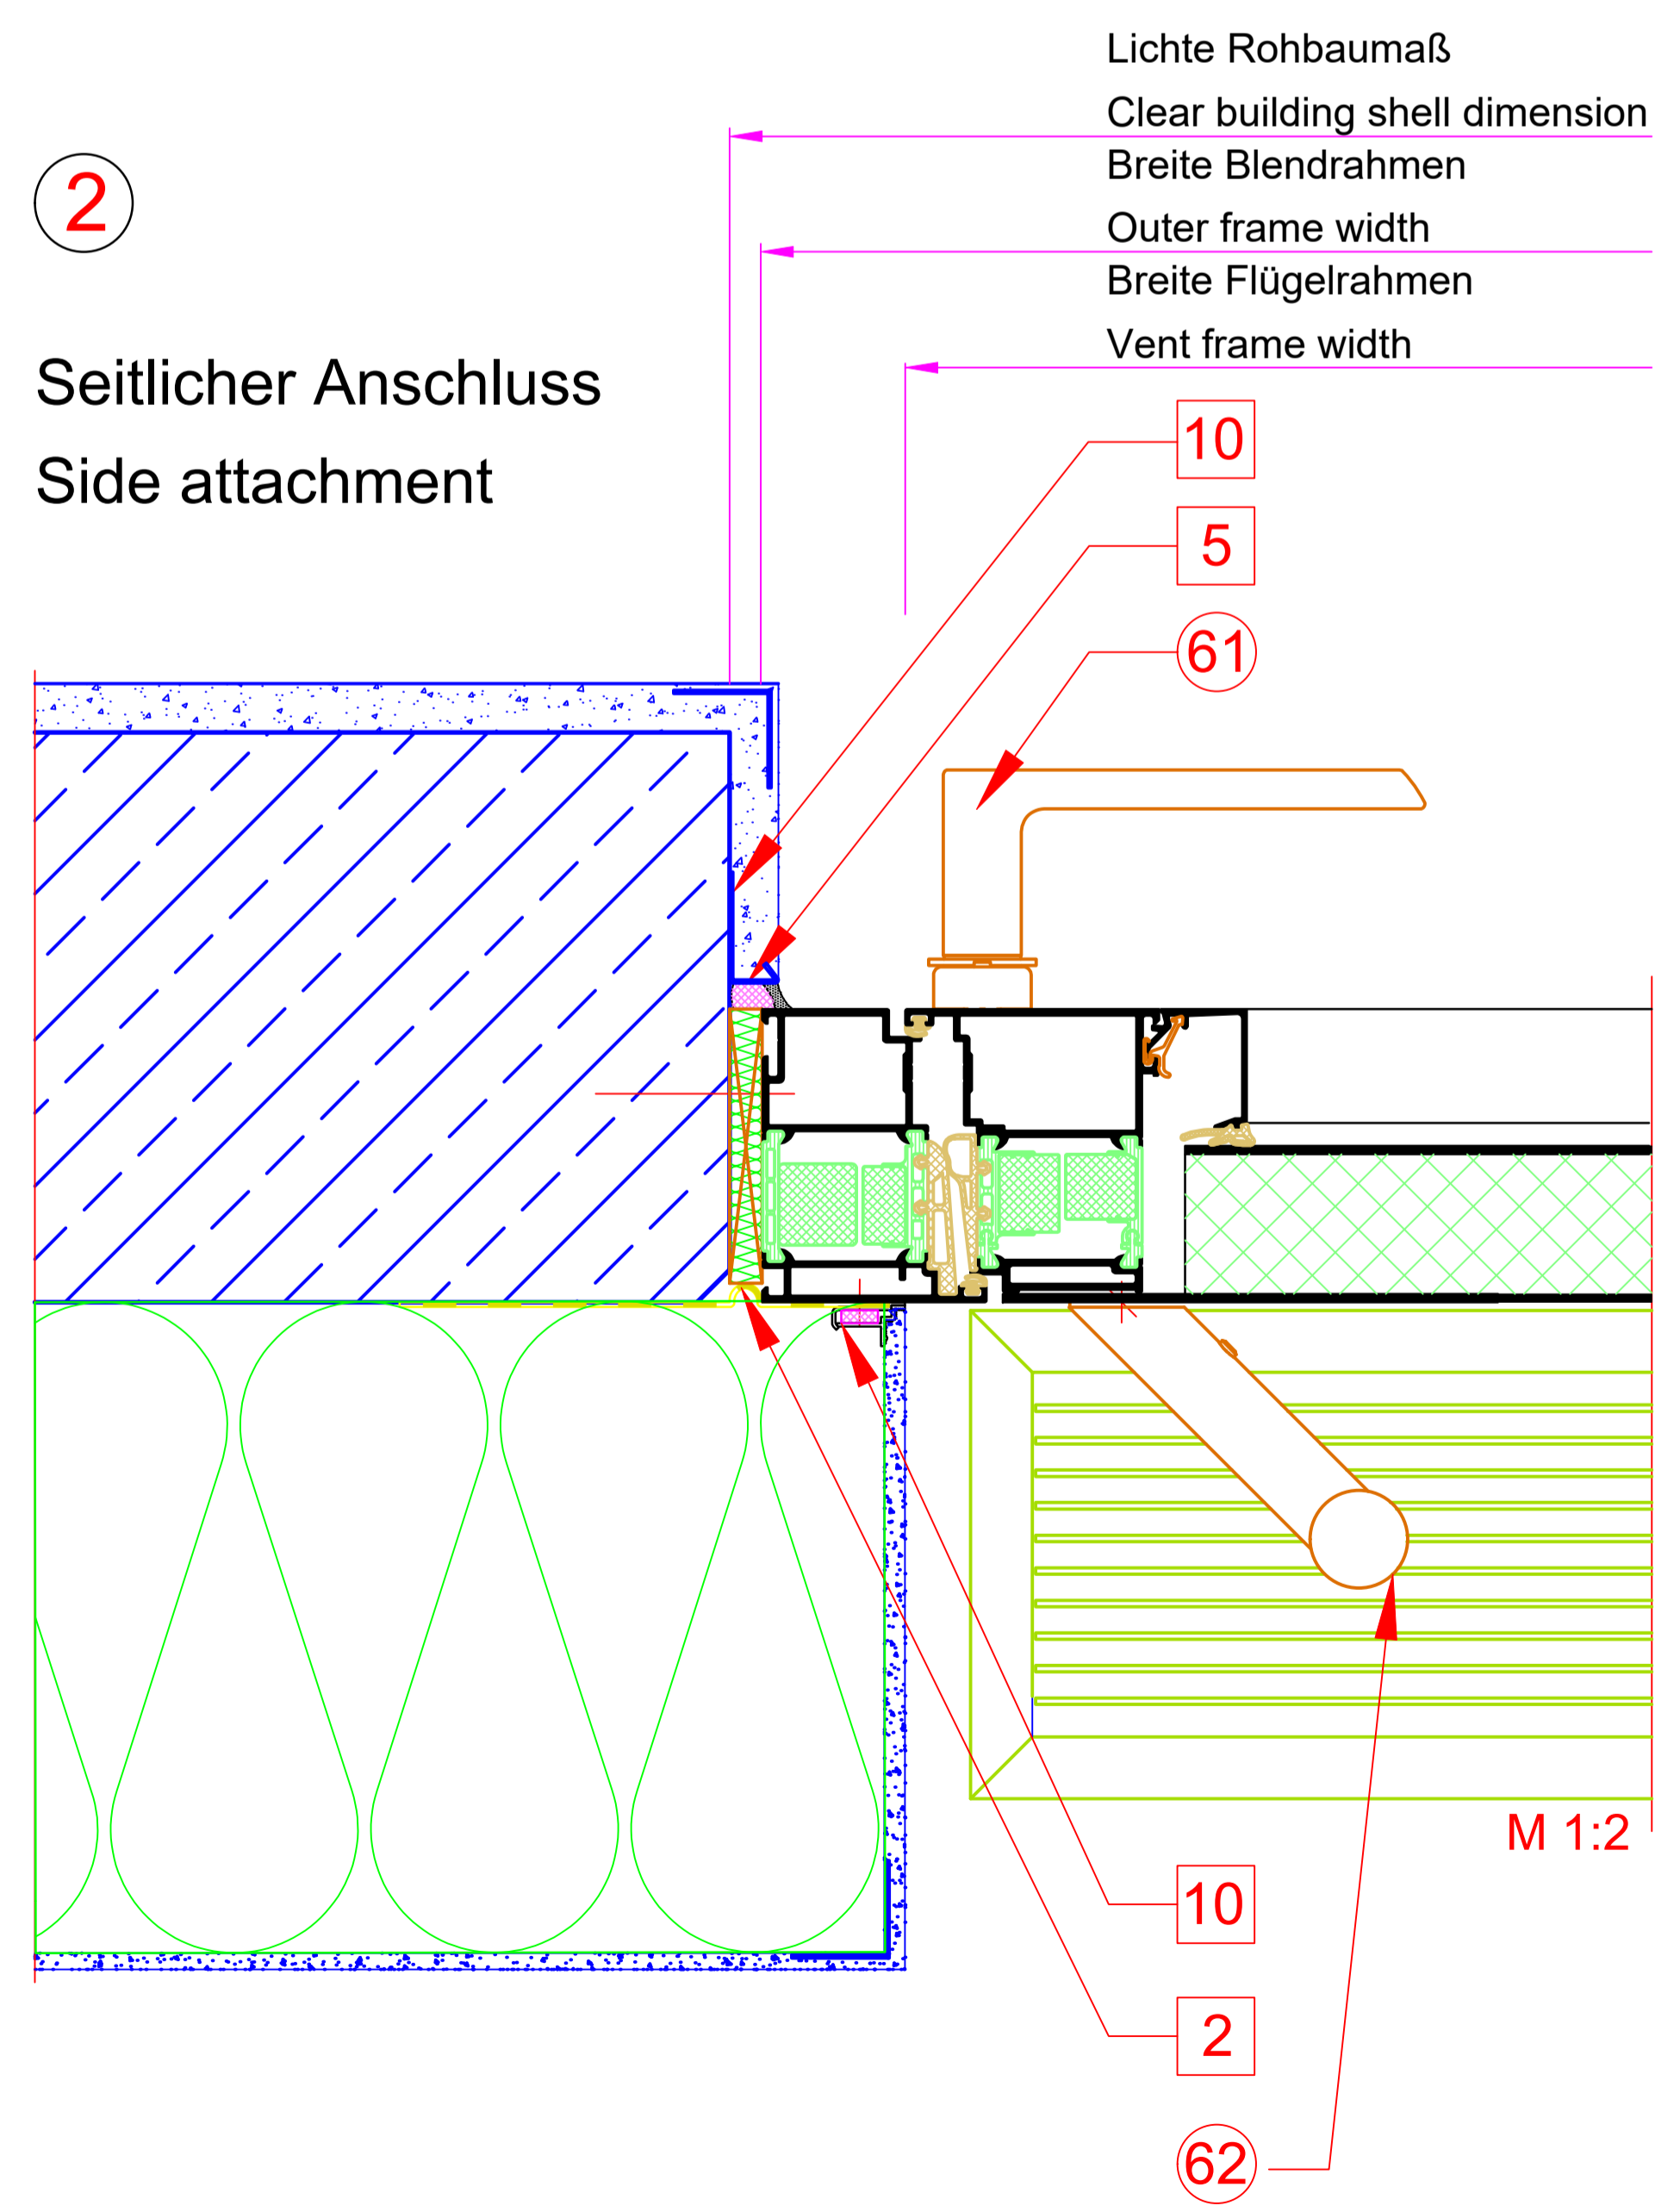 Lichte Rohbaumaß
Clear building shell dimension
Breite Blendrahmen
Outer frame width
Breite Flügelrahmen
Vent frame width
2
Seitlicher Anschluss
Side attachment
10
5
61
M 1:2
10
2
62